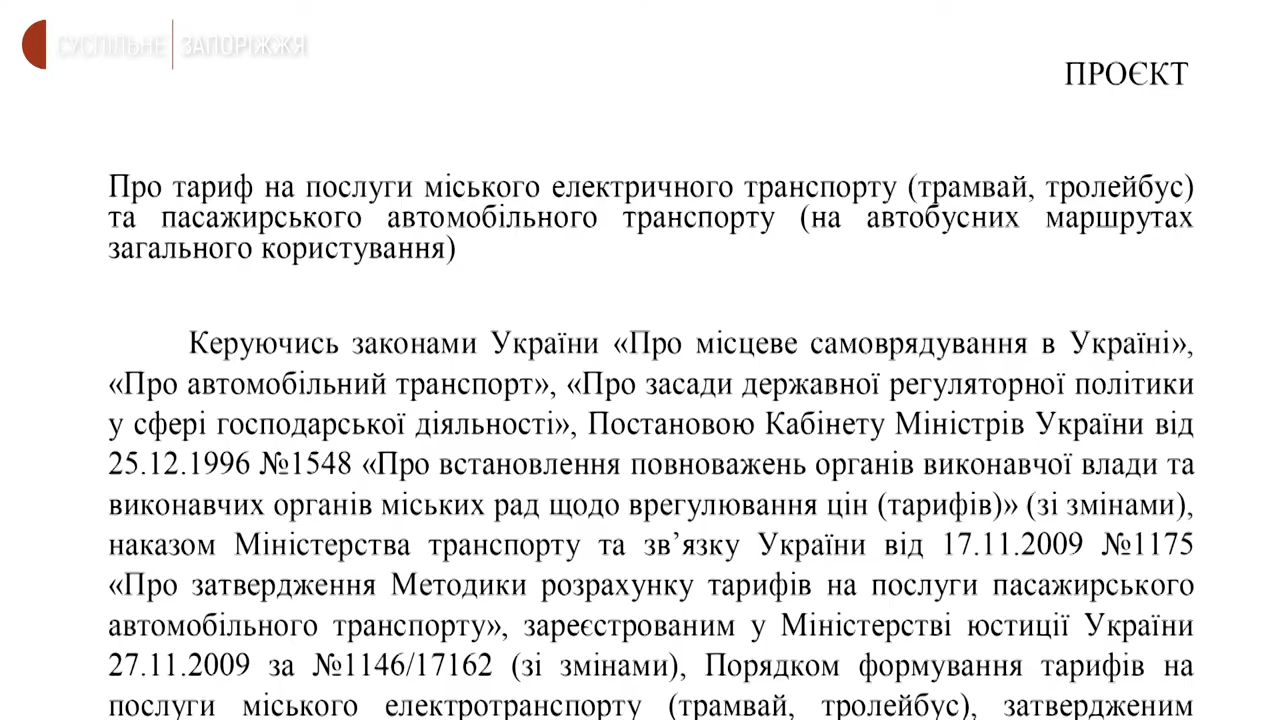 СУСПІЛЬНЕ ЗАПОРІЖЖЯ
ПРОЄКТ
Про тариф на послуги міського електричного транспорту (трамвай, тролейбус)
та пасажирського автомобільного транспорту (на автобусних маршрутах
загального користування)
Керуючись законами України «Про місцеве самоврядування в Україні»,
«Про автомобільний транспорт», «Про засади державної регуляторної політики
у сфері господарської діяльності», Постановою Кабінету Міністрів України від
25.12.1996 №1548 «Про встановлення повноважень органів виконавчої влади та
виконавчих органів міських рад щодо врегулювання цін (тарифів)» (зі змінами),
наказом Міністерства транспорту та зв’язку України від 17.11.2009 №1175
«Про затвердження Методики розрахунку тарифів на послуги пасажирського
автомобільного транспорту», зареєстрованим у Міністерстві юстиції України
27.11.2009 за №1146/17162 (зі змінами), Порядком формування тарифів на
послуги міського електротранспорту (трамвай, тролейбус), затвердженим